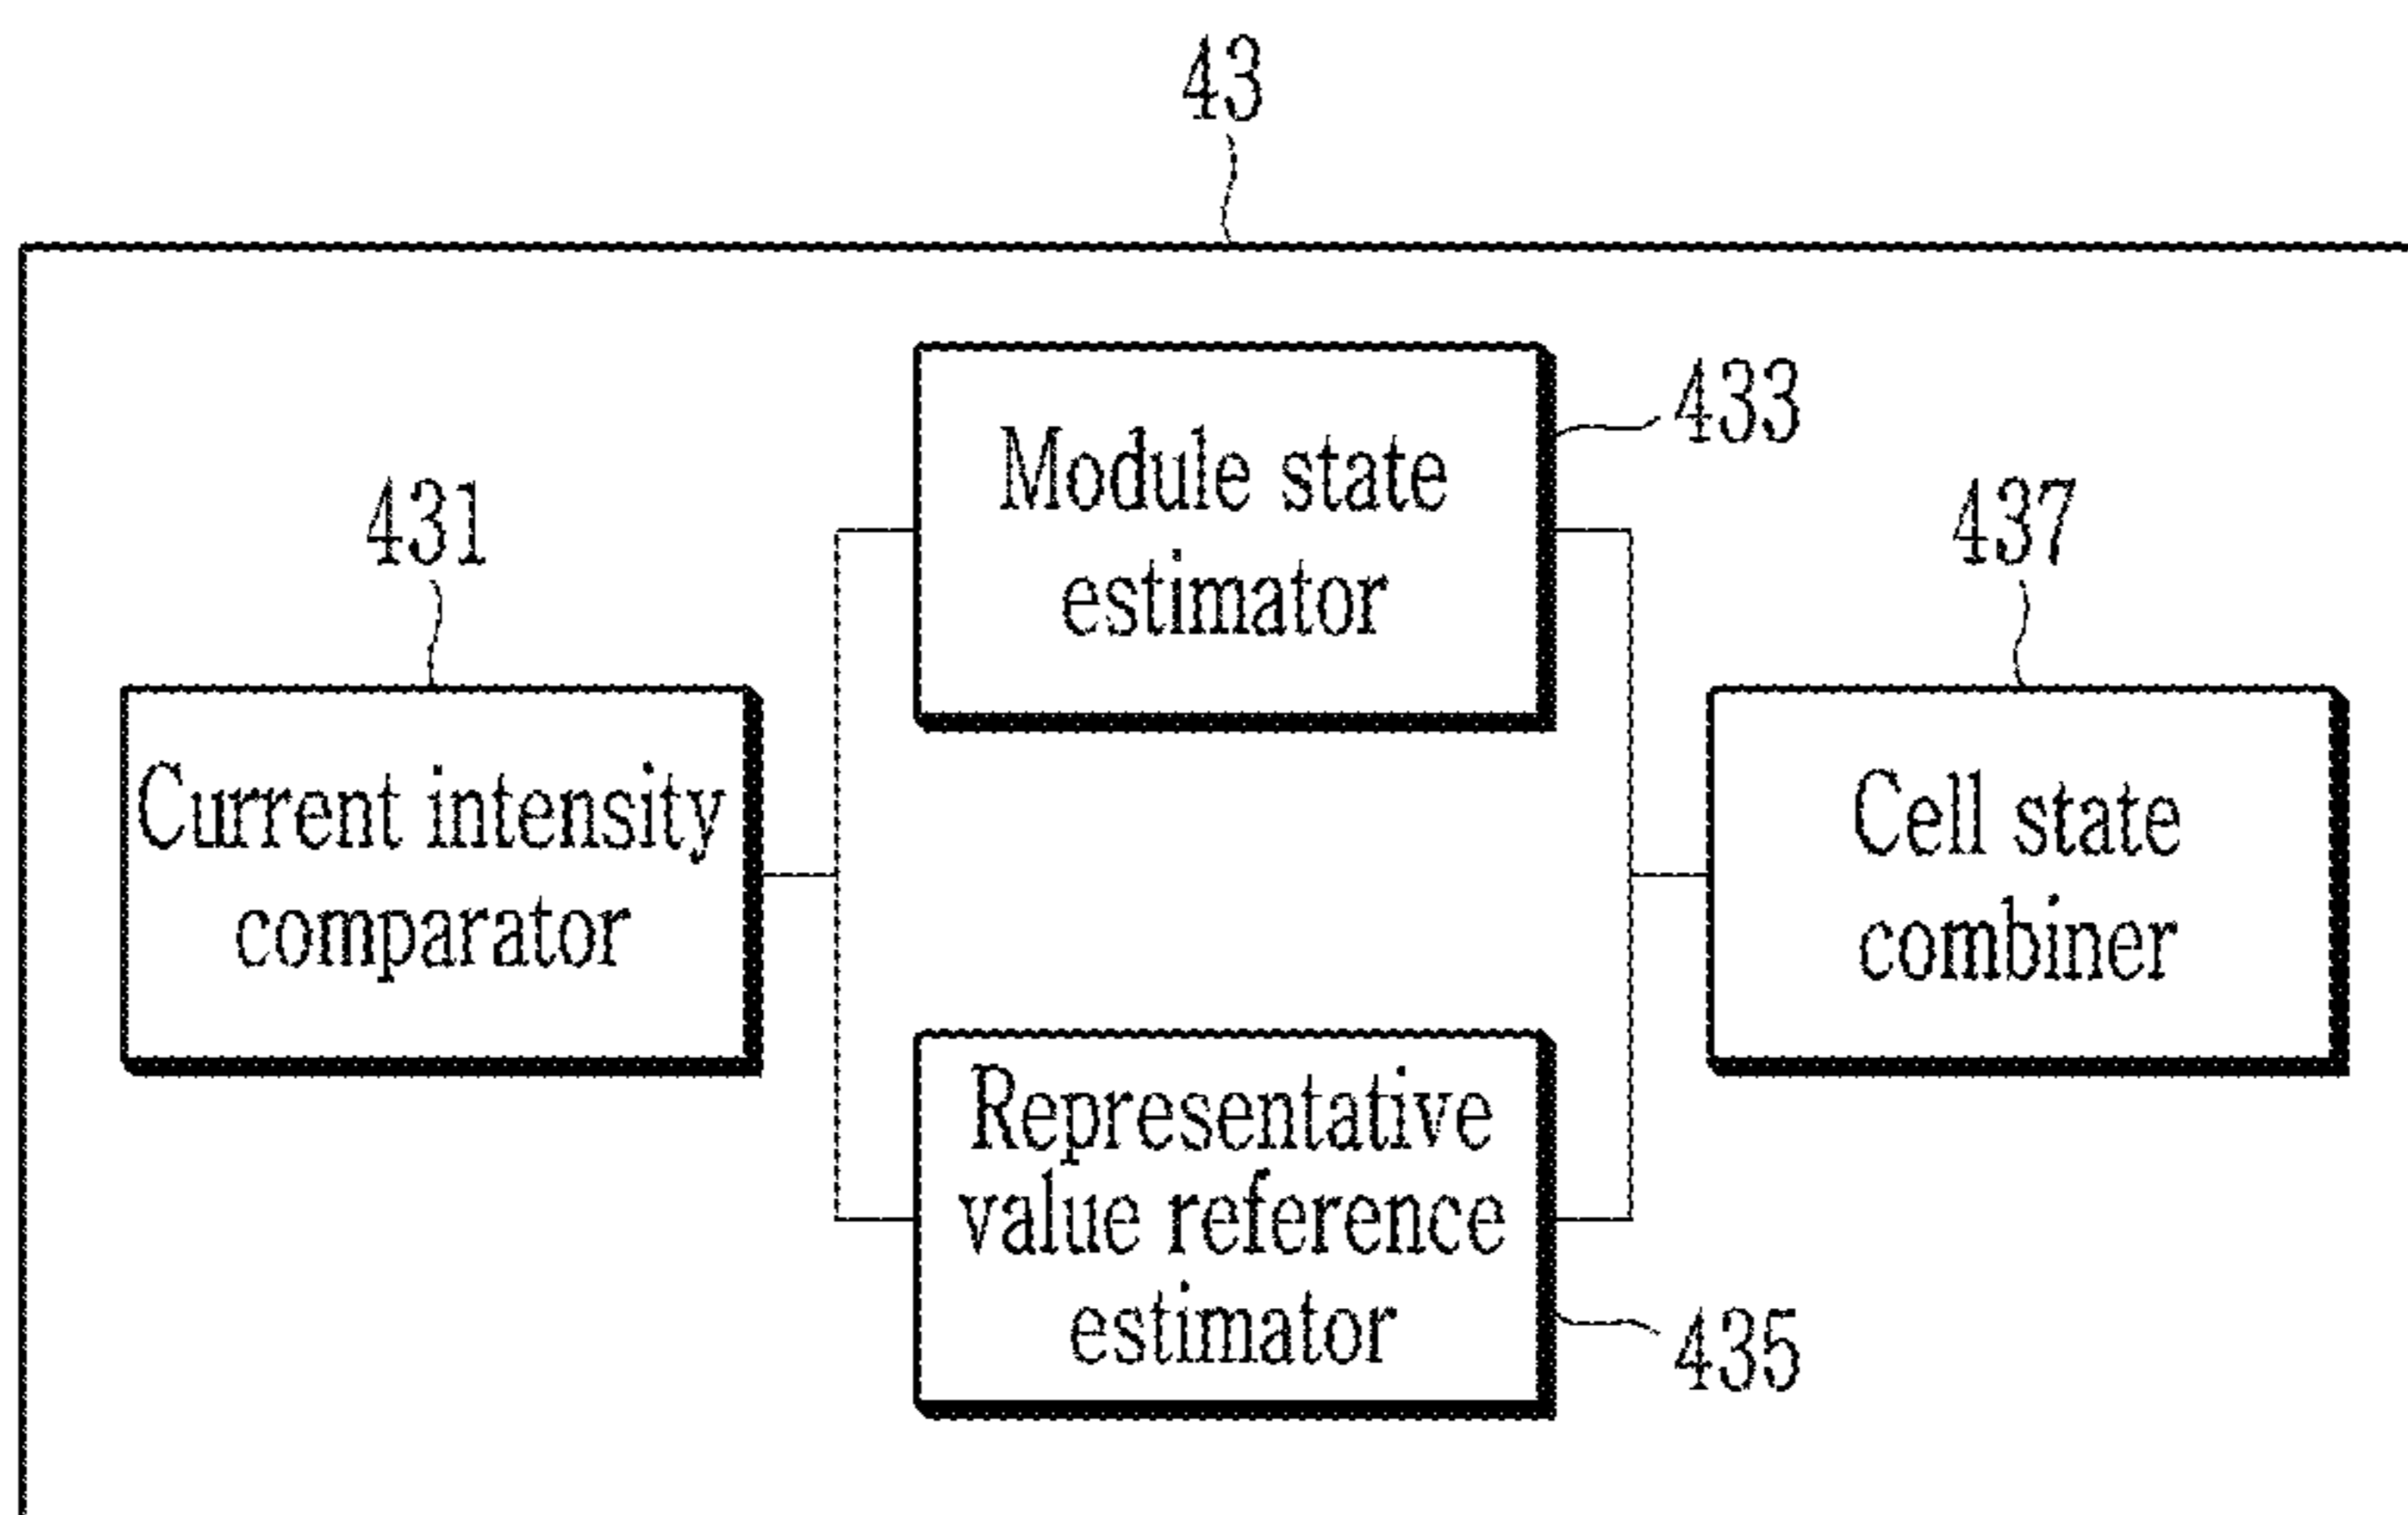 43
433
Module state
estimator
431
437
Current intensity
comparator
Cell state
combiner
Representative
value reference
estimator
435